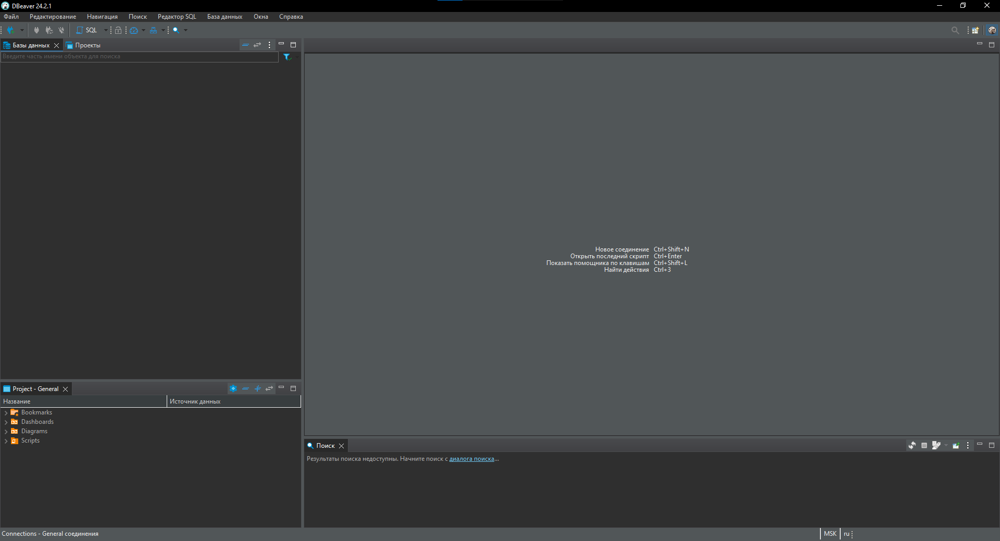 DBeaver 24.2.1
Файл Редактирование Навигация Поиск Редактор SQL База данных Окна Справка
SQL
Базы данных Проекты
Введите часть имени объекта для поиска
Новое соединение Ctrl+Shift+N
Открыть последний скрипт Ctrl+Enter
Показать помощника по клавишам Ctrl+Shift+L
Найти действия Ctrl+3
Project - General
Название Источник данных
Bookmarks
Dashboards
Diagrams
Scripts
Поиск
Результаты поиска недоступны. Начните поиск с диалога поиска...
Connections - General соединения
MSK ru